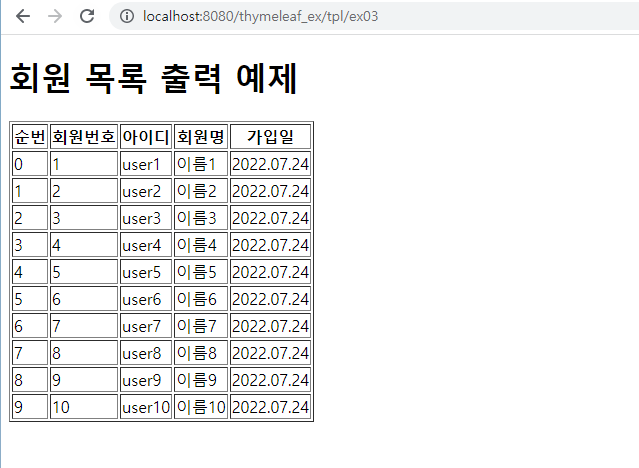 localhost:8080/thymeleaf_ex/tpl/ex03
회원 목록 출력 예제
순번 회원번호 아이디 회원명 가입일
0 1 user1 이름1 2022.07.24
1 2 user2 이름2 2022.07.24
2 3 user3 이름3 2022.07.24
3 4 user4 이름4 2022.07.24
4 5 user5 이름5 2022.07.24
5 6 user6 이름6 2022.07.24
6 7 user7 이름7 2022.07.24
7 8 user8 이름8 2022.07.24
8 9 user9 이름9 2022.07.24
9 10 user10 이름10 2022.07.24